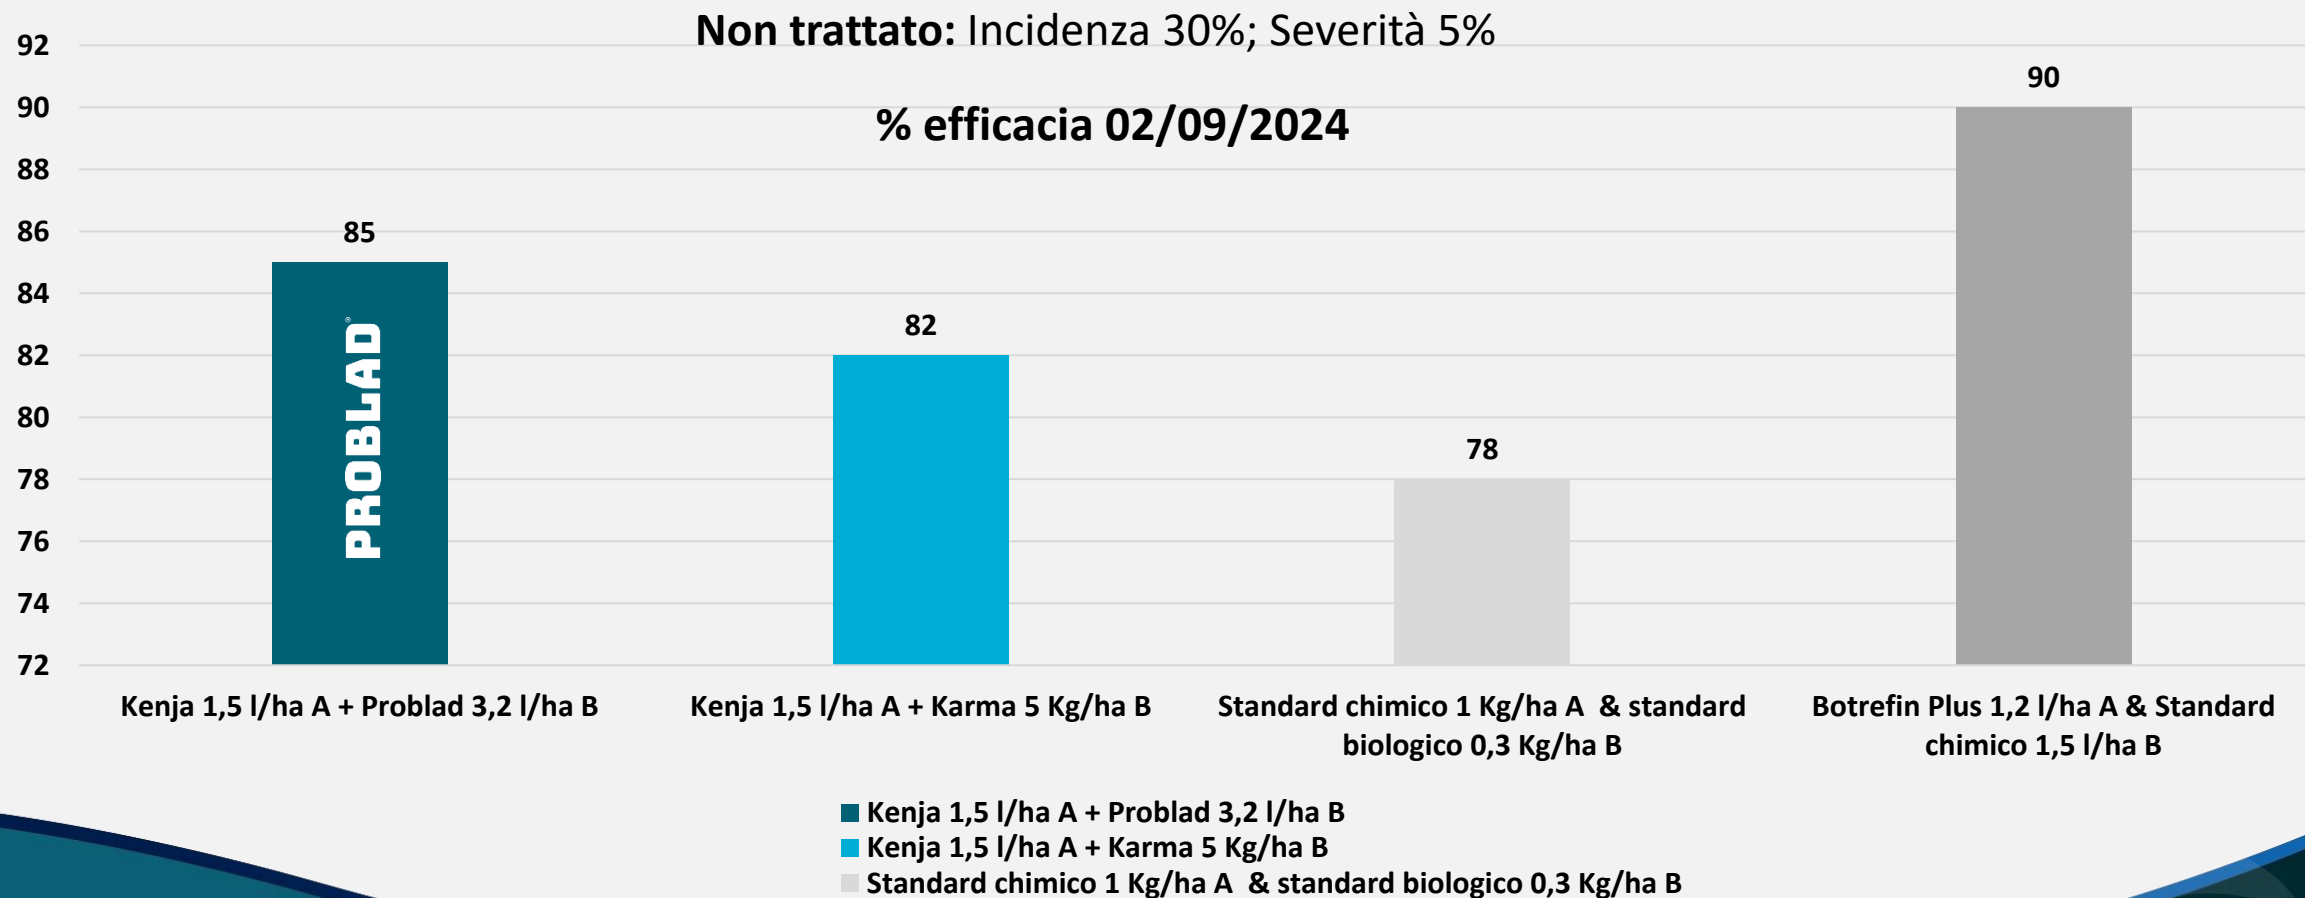 Non trattato: Incidenza 30%; Severità 5%
% efficacia 02/09/2024
92
90
88
86
84
82
80
78
76
74
72
85
82
78
90
PROBLAD®
Kenja 1,5 l/ha A + Problad 3,2 l/ha B
Kenja 1,5 l/ha A + Karma 5 Kg/ha B
Standard chimico 1 Kg/ha A & standard
biologico 0,3 Kg/ha B
Botrefin Plus 1,2 l/ha A & Standard
chimico 1,5 l/ha B
Kenja 1,5 l/ha A + Problad 3,2 l/ha B
Kenja 1,5 l/ha A + Karma 5 Kg/ha B
Standard chimico 1 Kg/ha A & standard biologico 0,3 Kg/ha B